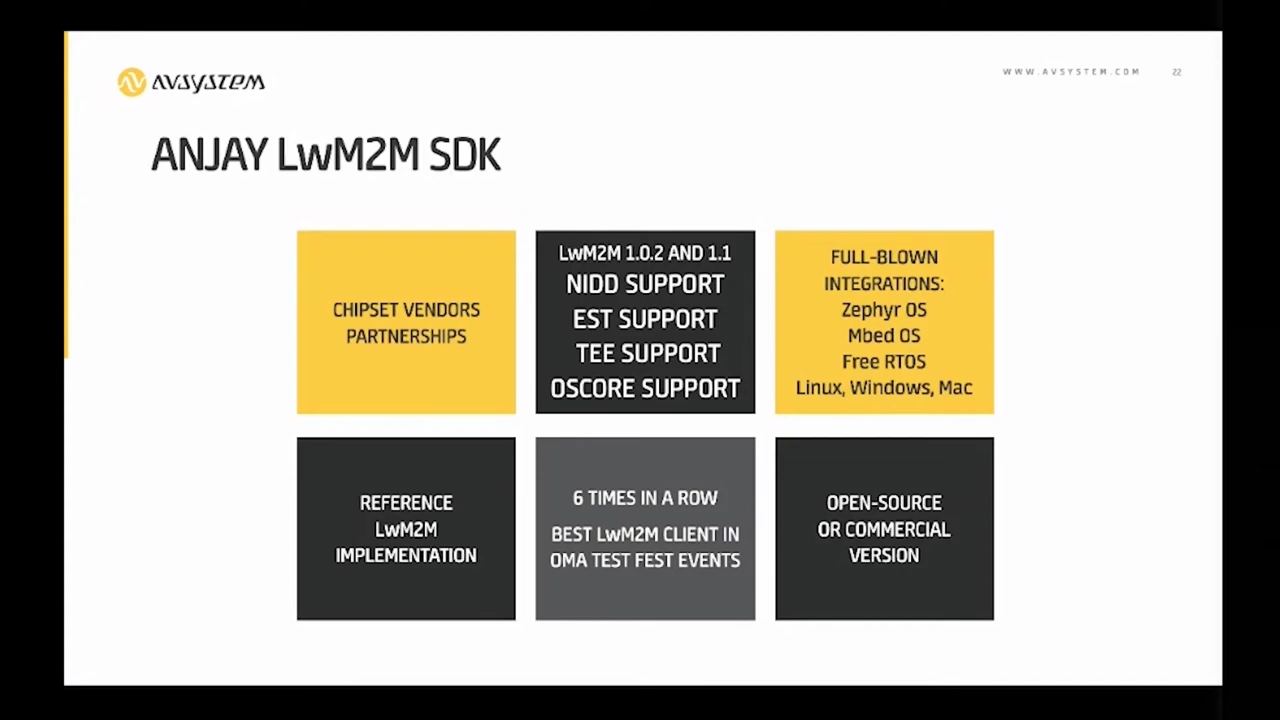 AVSYSTEM
WWW.AVSYSTEM.COM
22
ANJAY LwM2M SDK
CHIPSET VENDORS
PARTNERSHIPS
LwM2M 1.0.2 AND 1.1
NIDD SUPPORT
EST SUPPORT
TEE SUPPORT
OSCORE SUPPORT
FULL-BLOWN
INTEGRATIONS:
Zephyr OS
Mbed OS
Free RTOS
Linux, Windows, Mac
REFERENCE
LwM2M
IMPLEMENTATION
6 TIMES IN A ROW
BEST LwM2M CLIENT IN
OMA TEST FEST EVENTS
OPEN-SOURCE
OR COMMERCIAL
VERSION